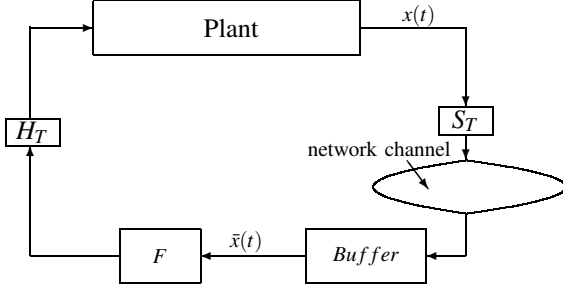 Plant
x(t)
H_T
S_T
network channel
F
x̄(t)
Buffer